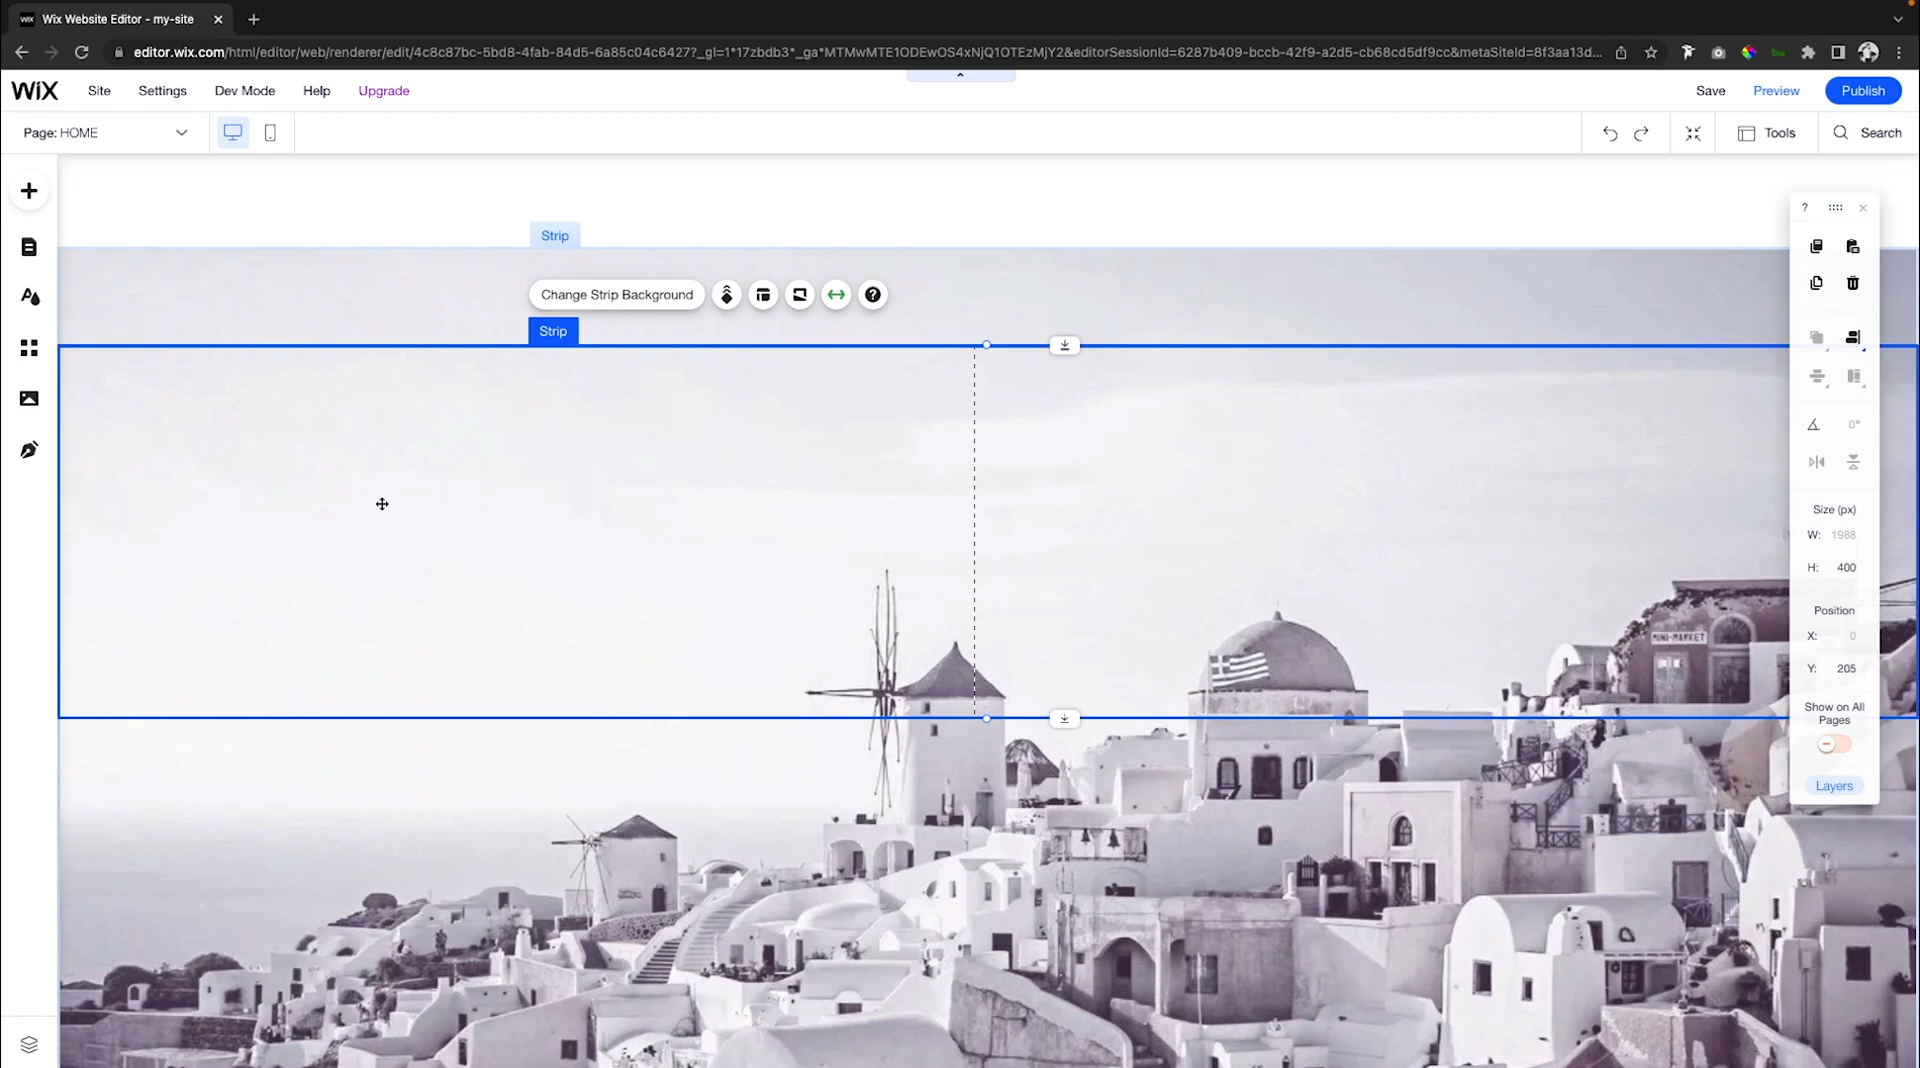 Wix Website Editor - my-site
editor.wix.com/html/editor/web/renderer/edit/4c8c87bc-5bd8-4fab-84d5-6a85c04c6427?_gl=1*17zbdb3*_ga*MTMwMTE1ODEwOS4xNjQ1OTEzMjY2&editorSessionId=6287b409-bccb-42f9-a2d5-cb68cd5df9cc&metaSiteId=8f3aa13d...
WiX Site Settings Dev Mode Help Upgrade Save Preview Publish
Page: HOME Tools Search
Strip
Change Strip Background
Strip
0°
Size (px)
W: 1988
H: 400
Position
X: 0
Y: 205
Show on All
Pages
Layers
MINI-MARKET